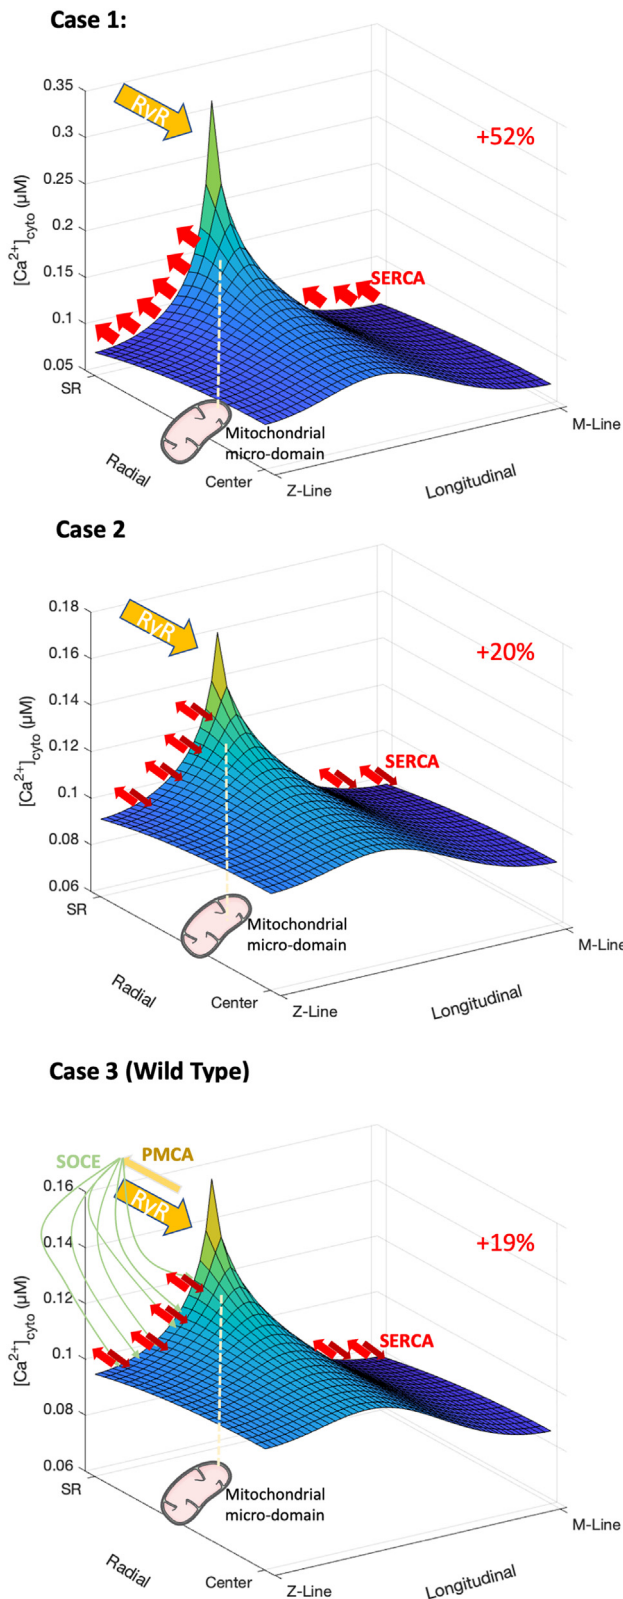 Case 1:
0.35
0.3
0.25
0.2
0.15
0.1
0.05
[Ca²⁺]cyto (µM)
RyR
+52%
SERCA
SR
Mitochondrial
micro-domain
Radial
Center
Z-Line
Longitudinal
M-Line
Case 2
0.18
0.16
0.14
0.12
0.1
0.08
0.06
[Ca²⁺]cyto (µM)
RyR
+20%
SERCA
SR
Mitochondrial
micro-domain
Radial
Center
Z-Line
Longitudinal
M-Line
Case 3 (Wild Type)
SOCE
PMCA
RyR
0.16
0.14
0.12
0.1
0.08
0.06
[Ca²⁺]cyto (µM)
+19%
SERCA
SR
Mitochondrial
micro-domain
Radial
Center
Z-Line
Longitudinal
M-Line